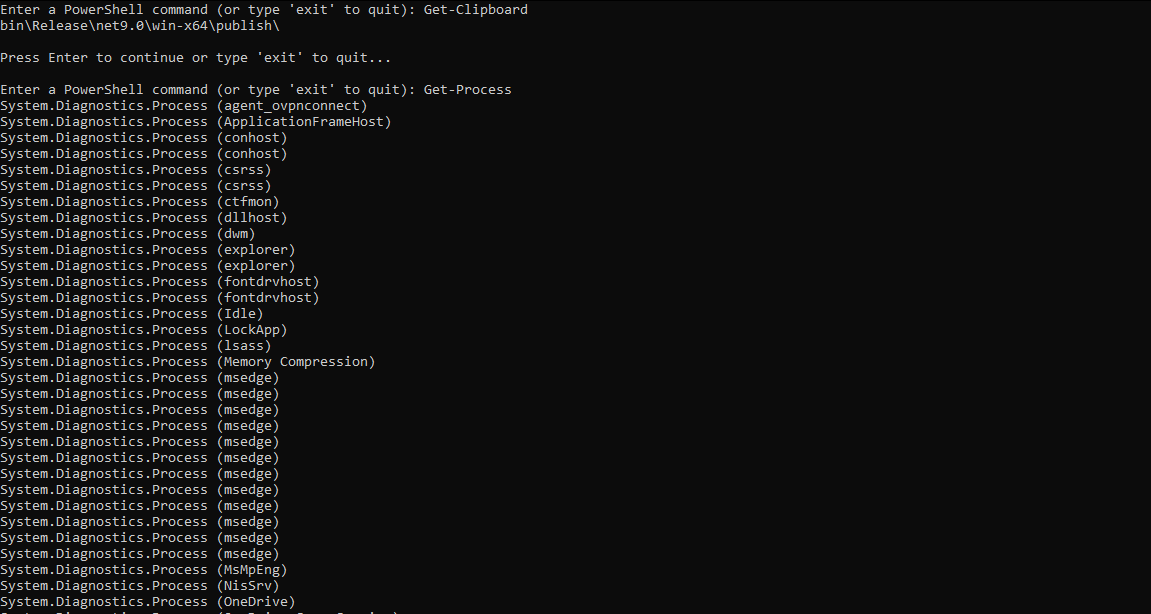 Enter a PowerShell command (or type 'exit' to quit): Get-Clipboard
bin\Release\net9.0\win-x64\publish\
Press Enter to continue or type 'exit' to quit...
Enter a PowerShell command (or type 'exit' to quit): Get-Process
System.Diagnostics.Process (agent_ovpnconnect)
System.Diagnostics.Process (ApplicationFrameHost)
System.Diagnostics.Process (conhost)
System.Diagnostics.Process (conhost)
System.Diagnostics.Process (csrss)
System.Diagnostics.Process (csrss)
System.Diagnostics.Process (ctfmon)
System.Diagnostics.Process (dllhost)
System.Diagnostics.Process (dwm)
System.Diagnostics.Process (explorer)
System.Diagnostics.Process (explorer)
System.Diagnostics.Process (fontdrvhost)
System.Diagnostics.Process (fontdrvhost)
System.Diagnostics.Process (Idle)
System.Diagnostics.Process (LockApp)
System.Diagnostics.Process (lsass)
System.Diagnostics.Process (Memory Compression)
System.Diagnostics.Process (msedge)
System.Diagnostics.Process (msedge)
System.Diagnostics.Process (msedge)
System.Diagnostics.Process (msedge)
System.Diagnostics.Process (msedge)
System.Diagnostics.Process (msedge)
System.Diagnostics.Process (msedge)
System.Diagnostics.Process (msedge)
System.Diagnostics.Process (msedge)
System.Diagnostics.Process (msedge)
System.Diagnostics.Process (msedge)
System.Diagnostics.Process (msedge)
System.Diagnostics.Process (MsMpEng)
System.Diagnostics.Process (NisSrv)
System.Diagnostics.Process (OneDrive)